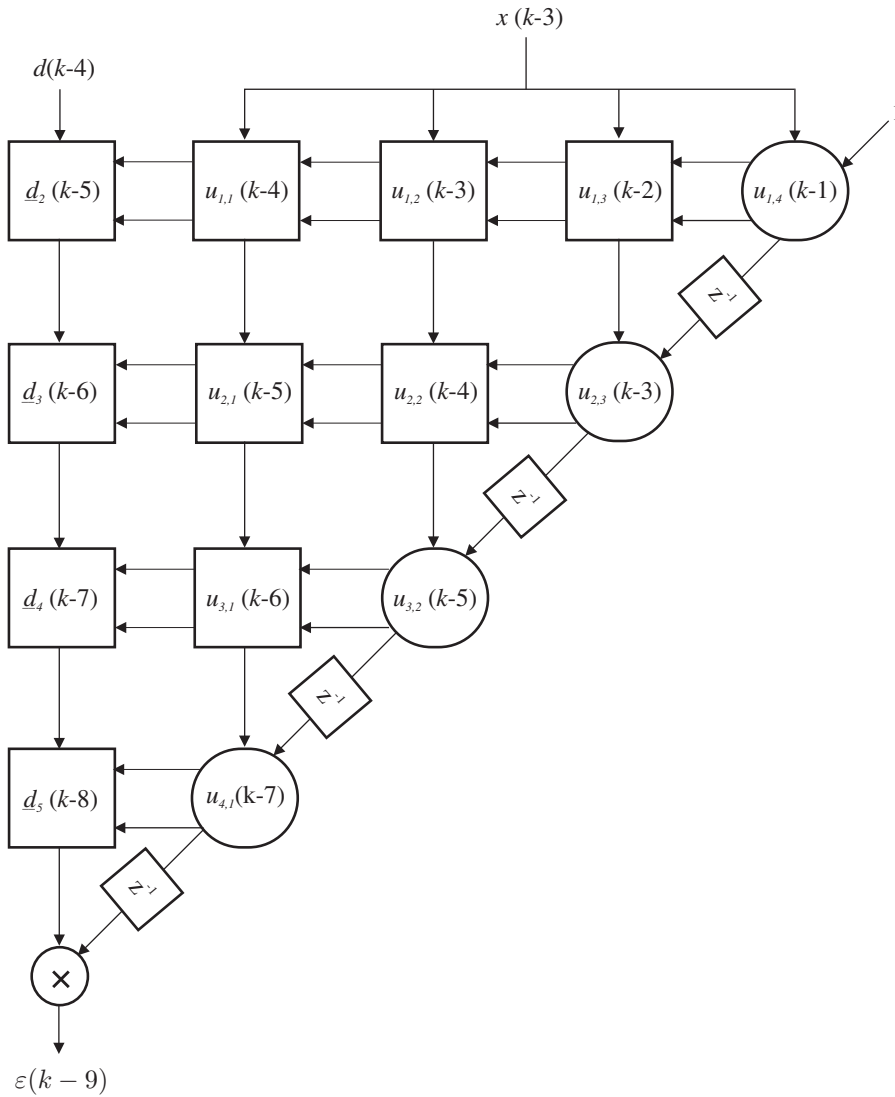 x (k-3)
d(k-4)
d₂ (k-5) u₁,₁ (k-4) u₁,₂ (k-3) u₁,₃ (k-2) u₁,₄ (k-1)
z⁻¹
d₃ (k-6) u₂,₁ (k-5) u₂,₂ (k-4) u₂,₃ (k-3)
z⁻¹
d₄ (k-7) u₃,₁ (k-6) u₃,₂ (k-5)
z⁻¹
d₅ (k-8) u₄,₁(k-7)
z⁻¹
×
ε(k − 9)